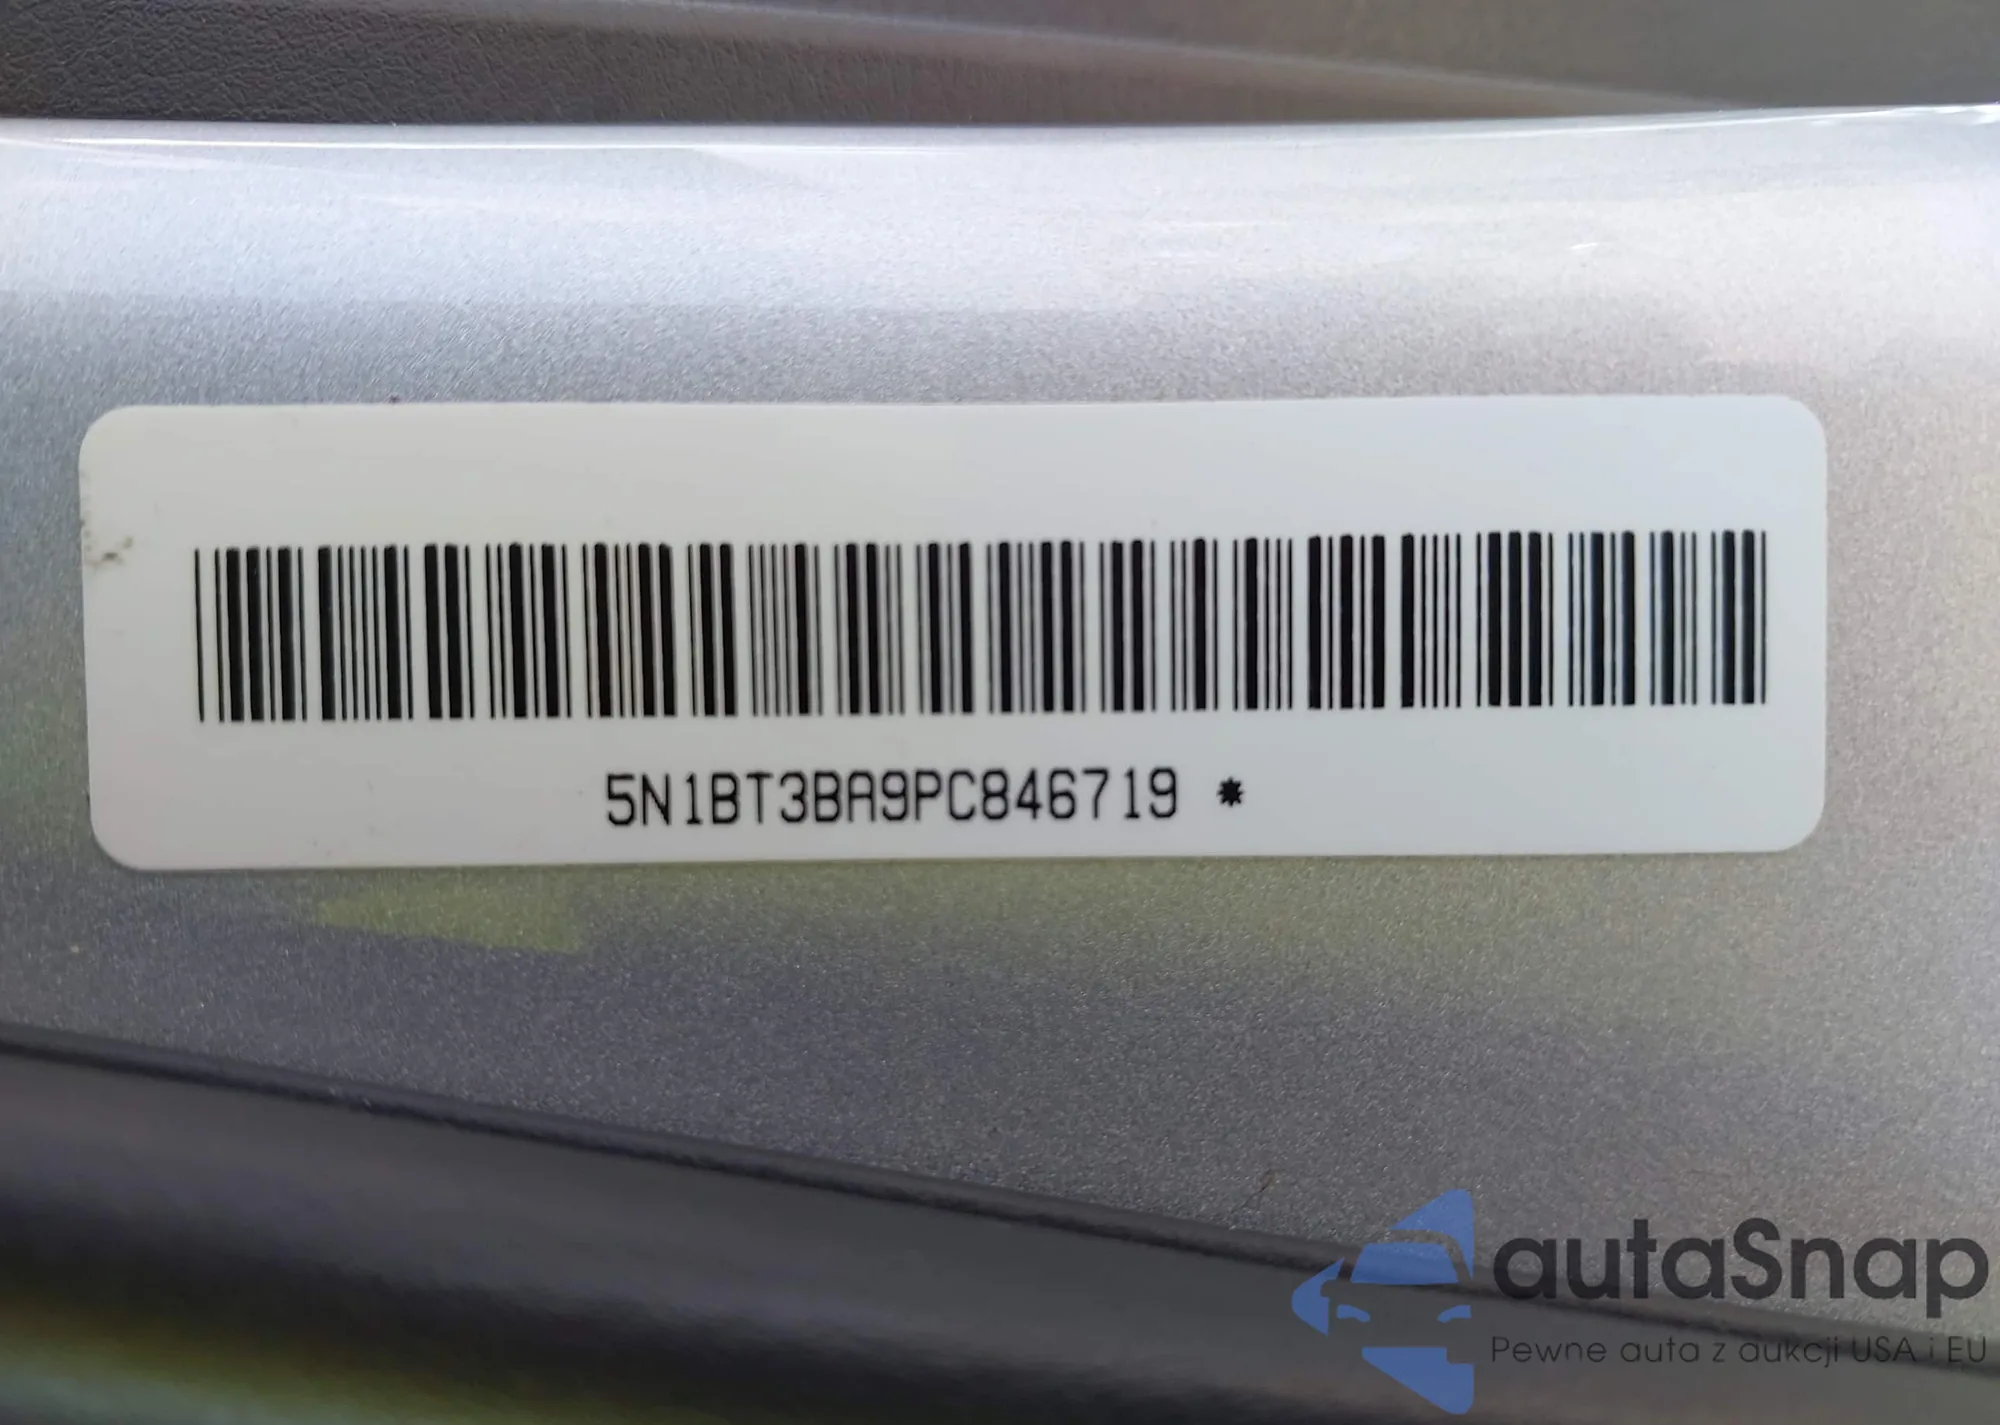 5N1BT3BA9PC846719 *
autaSnap
Pewne auta z aukcji USA i EU